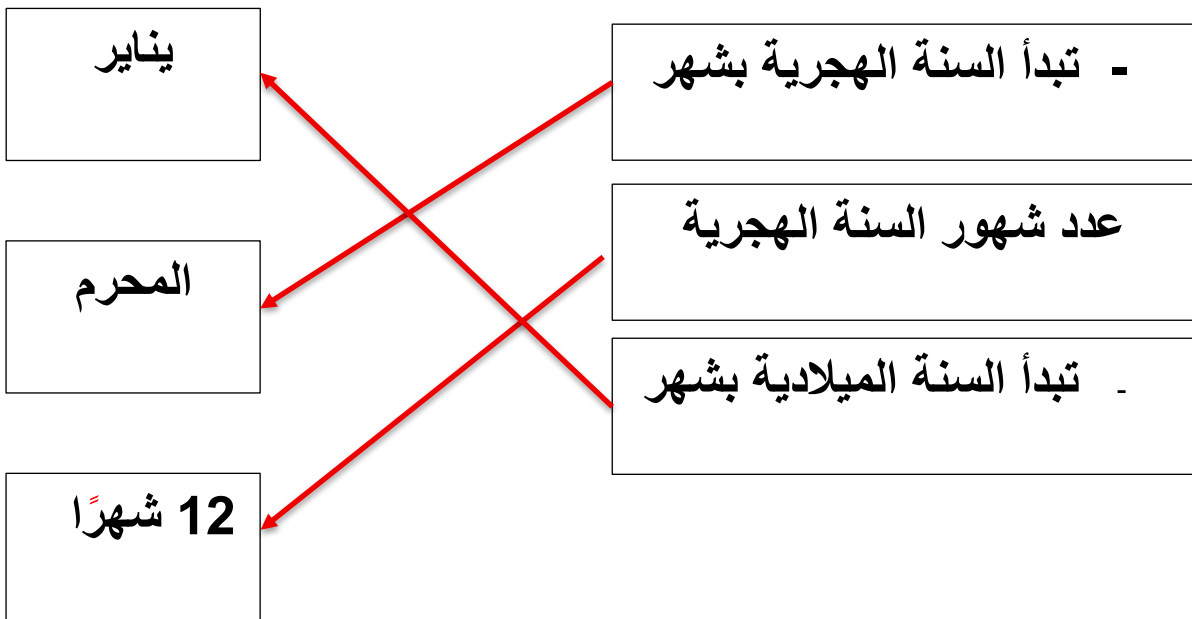 - تبدأ السنة الهجرية بشهر
يناير
عدد شهور السنة الهجرية
المحرم
- تبدأ السنة الميلادية بشهر
12 شهرًا